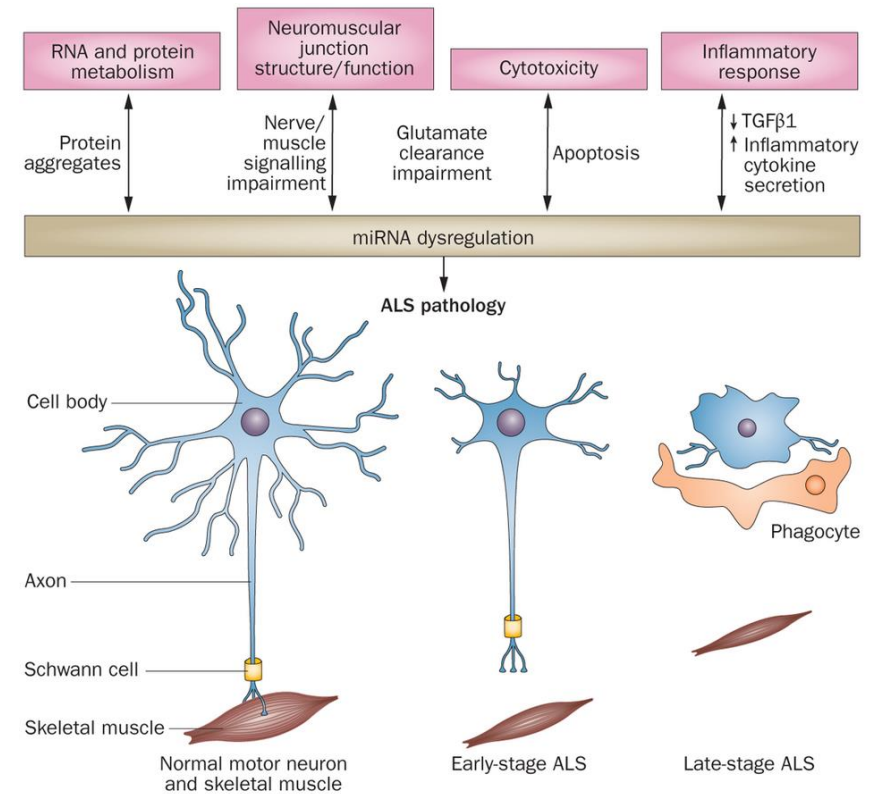 RNA and protein
metabolism
Neuromuscular
junction
structure/function
Cytotoxicity
Inflammatory
response
Protein
aggregates
Nerve/
muscle
signalling
impairment
Glutamate
clearance
impairment
Apoptosis
↓ TGFβ1
↑ Inflammatory
cytokine
secretion
miRNA dysregulation
ALS pathology
Cell body
Phagocyte
Axon
Schwann cell
Skeletal muscle
Normal motor neuron
and skeletal muscle
Early-stage ALS
Late-stage ALS